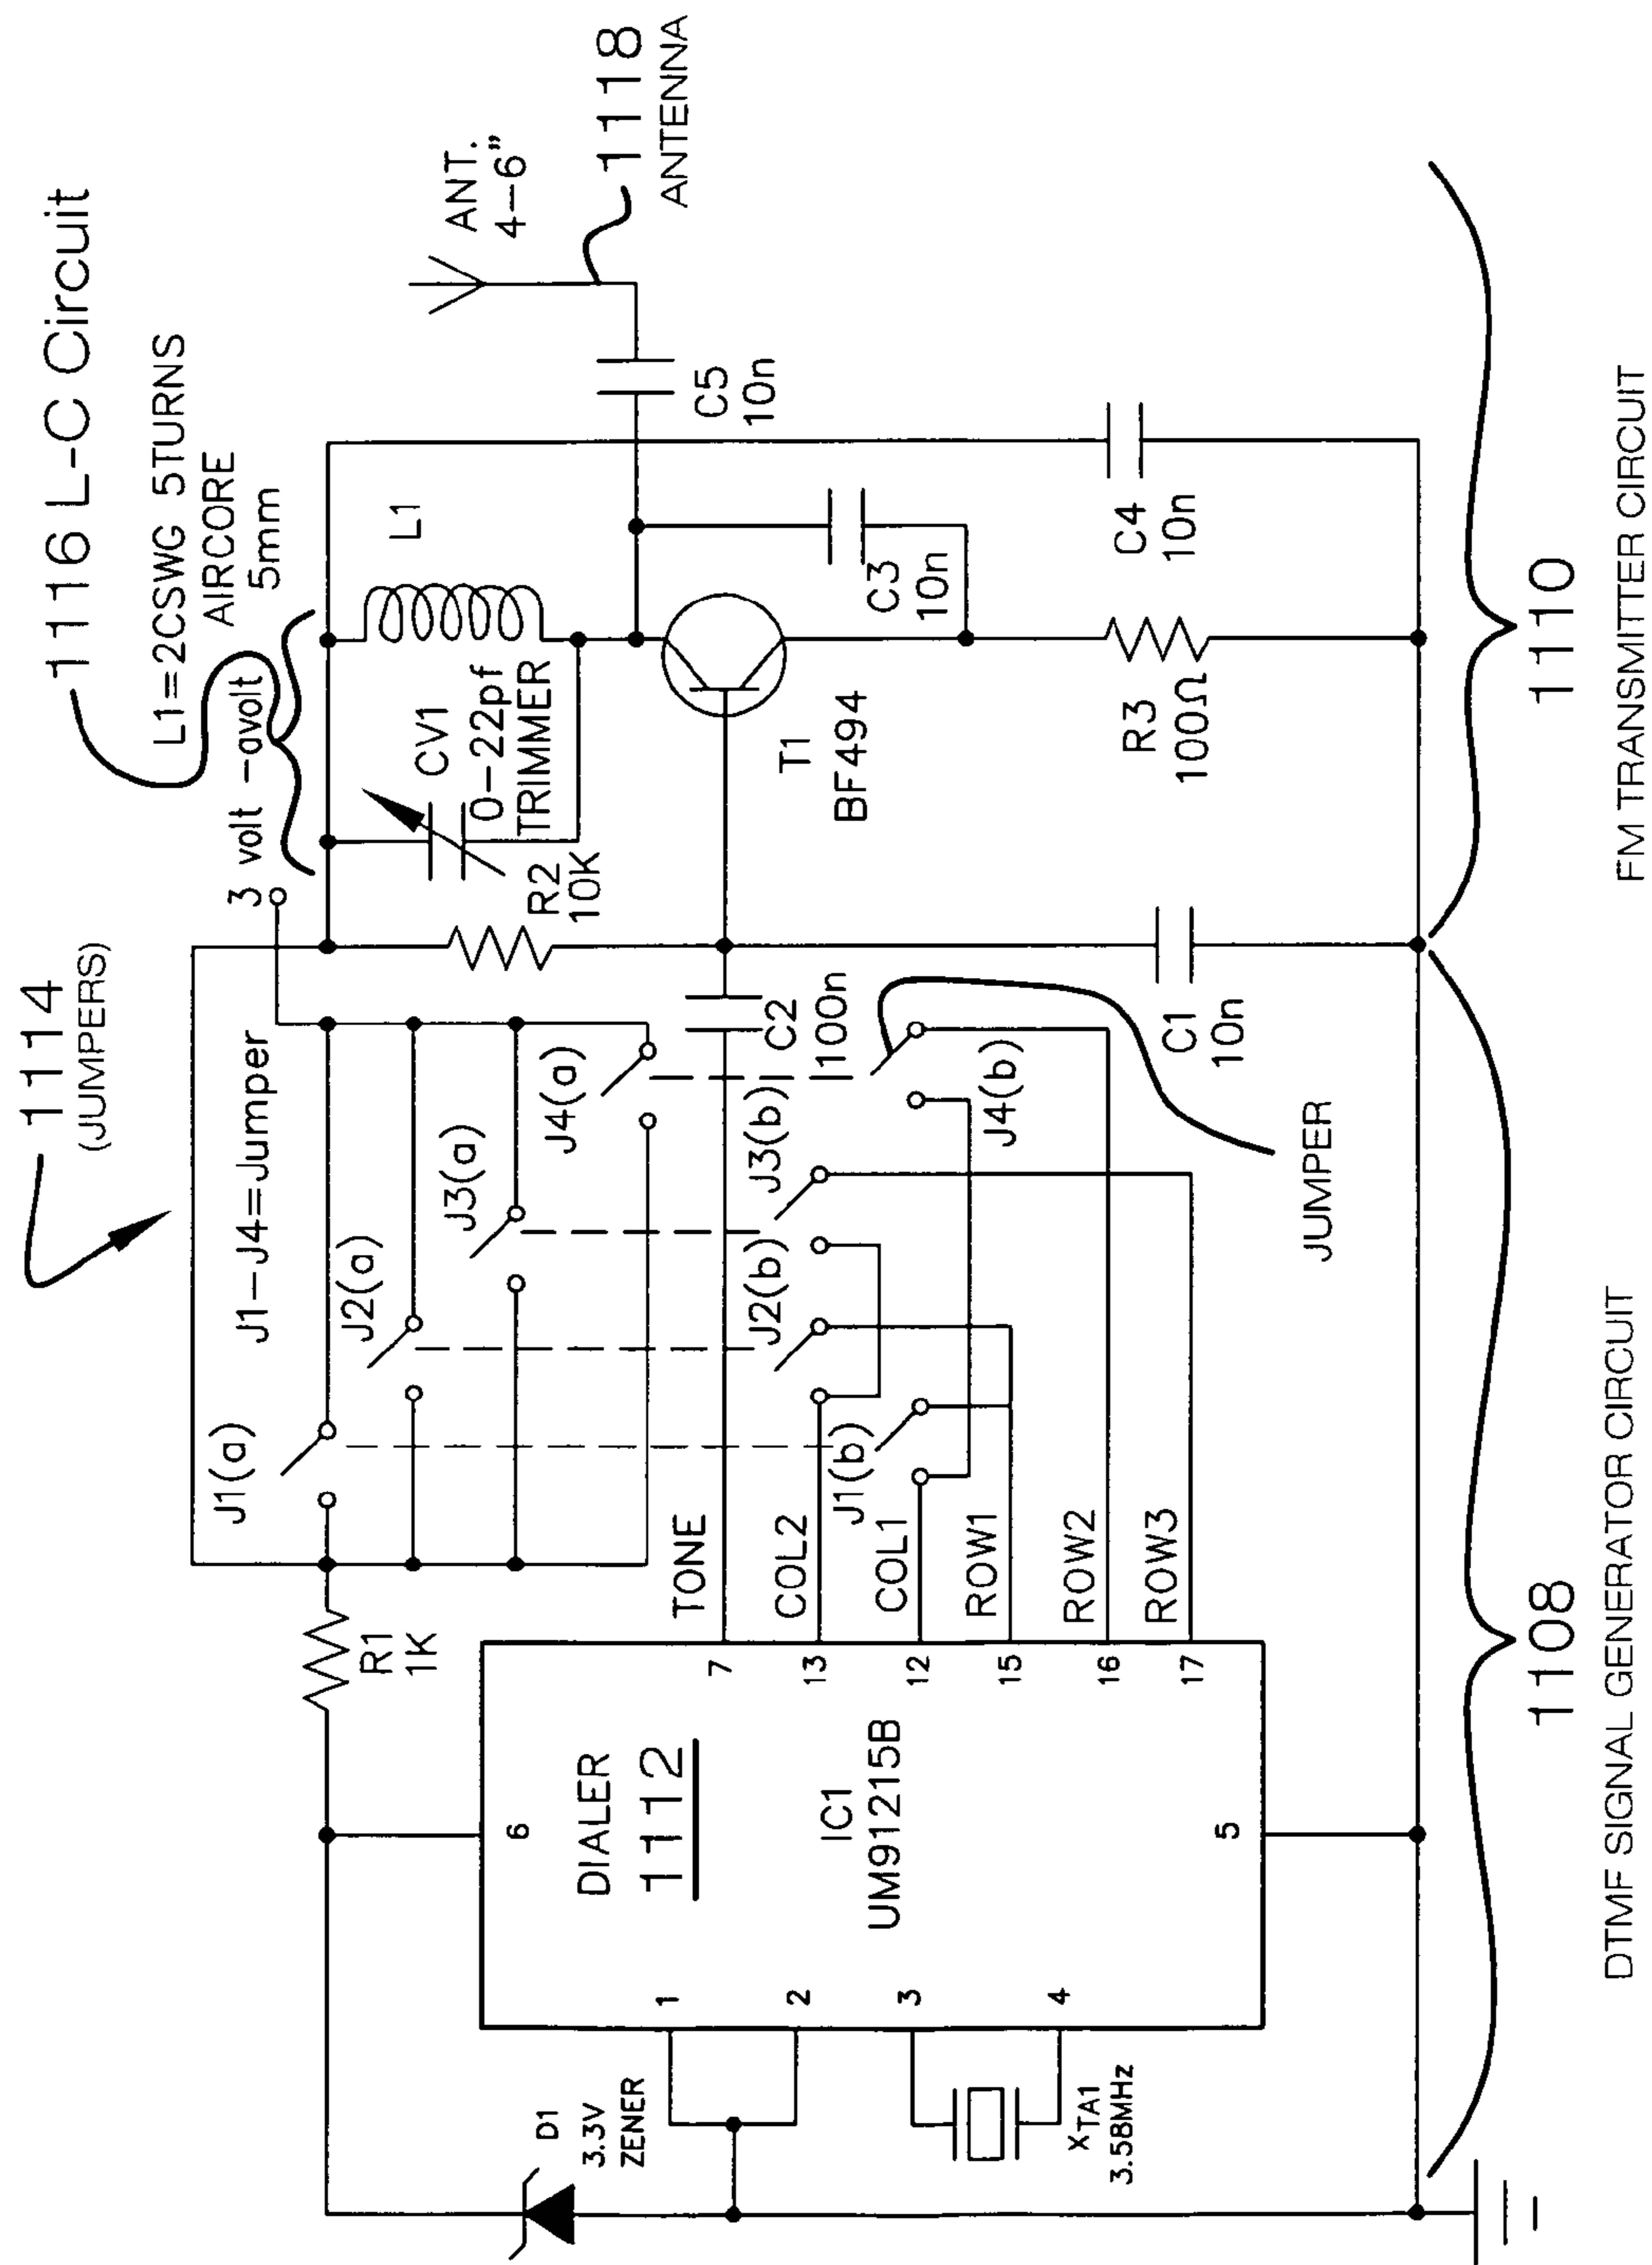 1114
(JUMPERS)
1116 L-C Circuit
L1=2CSWG 5TURNS
AIRCORE
5mm
3 volt -avolt
J1-J4=Jumper
J1(a)
J2(a)
J3(a)
J4(a)
R1
1K
R2
10K
CV1
0-22pf
TRIMMER
L1
ANT.
4-6"
1118
ANTENNA
C5
10n
C3
10n
C4
10n
T1
BF494
R3
100Ω
C2
100n
C1
10n
J1(b)
J2(b)
J3(b)
J4(b)
JUMPER
TONE
COL2
COL1
ROW1
ROW2
ROW3
7
13
12
15
16
17
6
5
DIALER
1112
IC1
UM91215B
1
2
3
4
D1
3.3V
ZENER
XTA1
3.58MHz
1108
DTMF SIGNAL GENERATOR CIRCUIT
1110
FM TRANSMITTER CIRCUIT